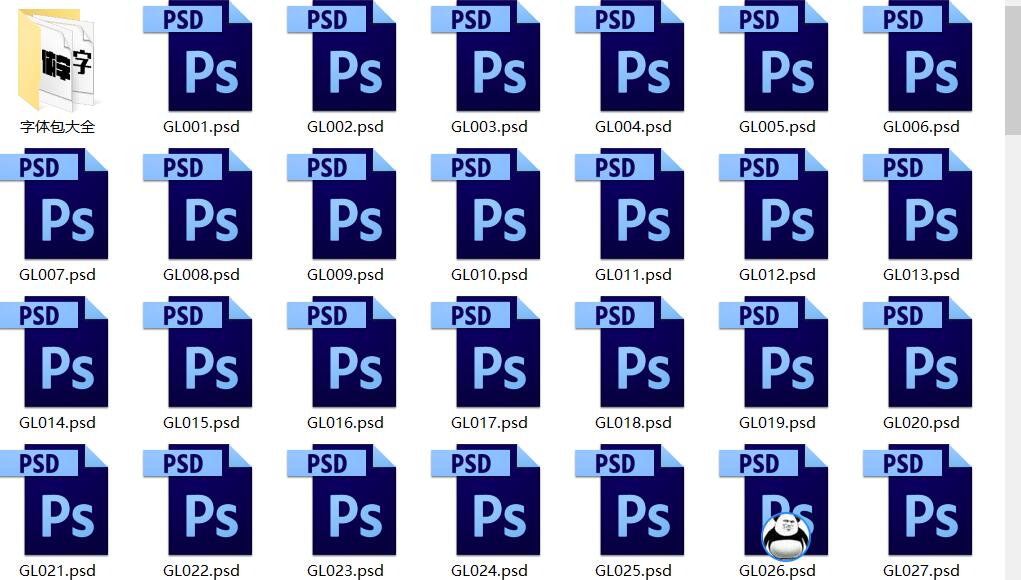 体字 字
PSD Ps PSD Ps PSD Ps PSD Ps PSD Ps PSD Ps
字体包大全 GL001.psd GL002.psd GL003.psd GL004.psd GL005.psd GL006.psd
PSD Ps PSD Ps PSD Ps PSD Ps PSD Ps PSD Ps PSD Ps
GL007.psd GL008.psd GL009.psd GL010.psd GL011.psd GL012.psd GL013.psd
PSD Ps PSD Ps PSD Ps PSD Ps PSD Ps PSD Ps PSD Ps
GL014.psd GL015.psd GL016.psd GL017.psd GL018.psd GL019.psd GL020.psd
PSD Ps PSD Ps PSD Ps PSD Ps PSD Ps PSD Ps PSD Ps
GL021.psd GL022.psd GL023.psd GL024.psd GL025.psd GL026.psd GL027.psd